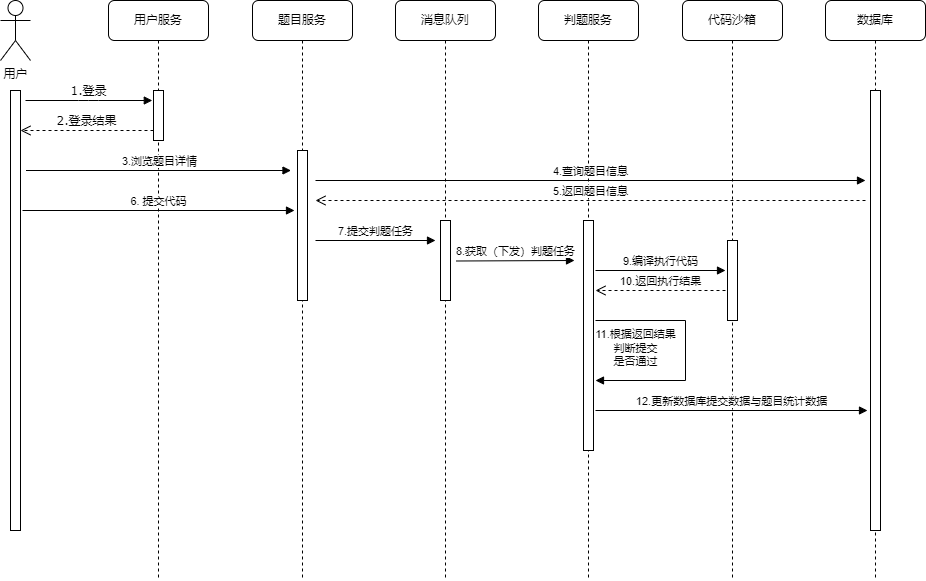 用户服务
题目服务
消息队列
判题服务
代码沙箱
数据库
用户
1.登录
2.登录结果
3.浏览题目详情
4.查询题目信息
5.返回题目信息
6. 提交代码
7.提交判题任务
8.获取（下发）判题任务
9.编译执行代码
10.返回执行结果
11.根据返回结果
判断提交
是否通过
12.更新数据库提交数据与题目统计数据